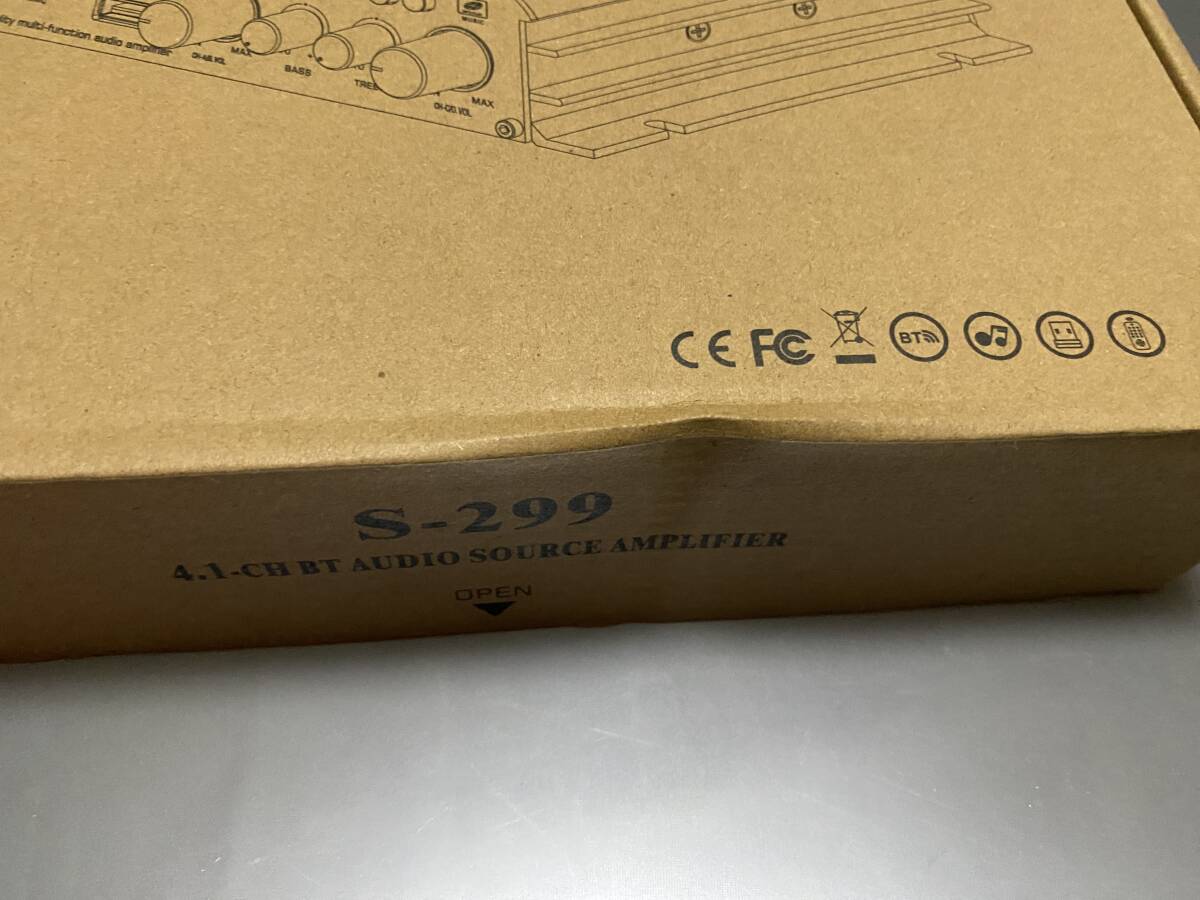 MUSIC
multi-function audio amplifier
MAX
BASS
MAX
CE FC BT
S-299
4.1-CH BT AUDIO SOURCE AMPLIFIER
OPEN